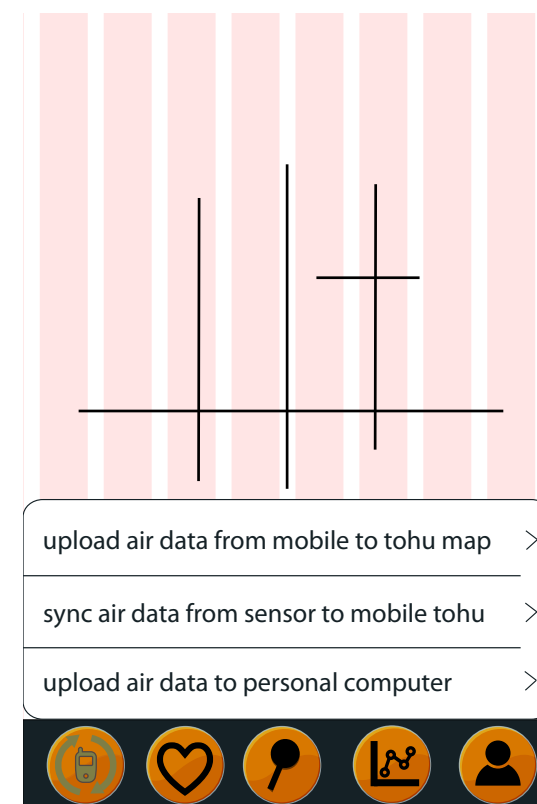 upload air data from mobile to tohu map
sync air data from sensor to mobile tohu
upload air data to personal computer